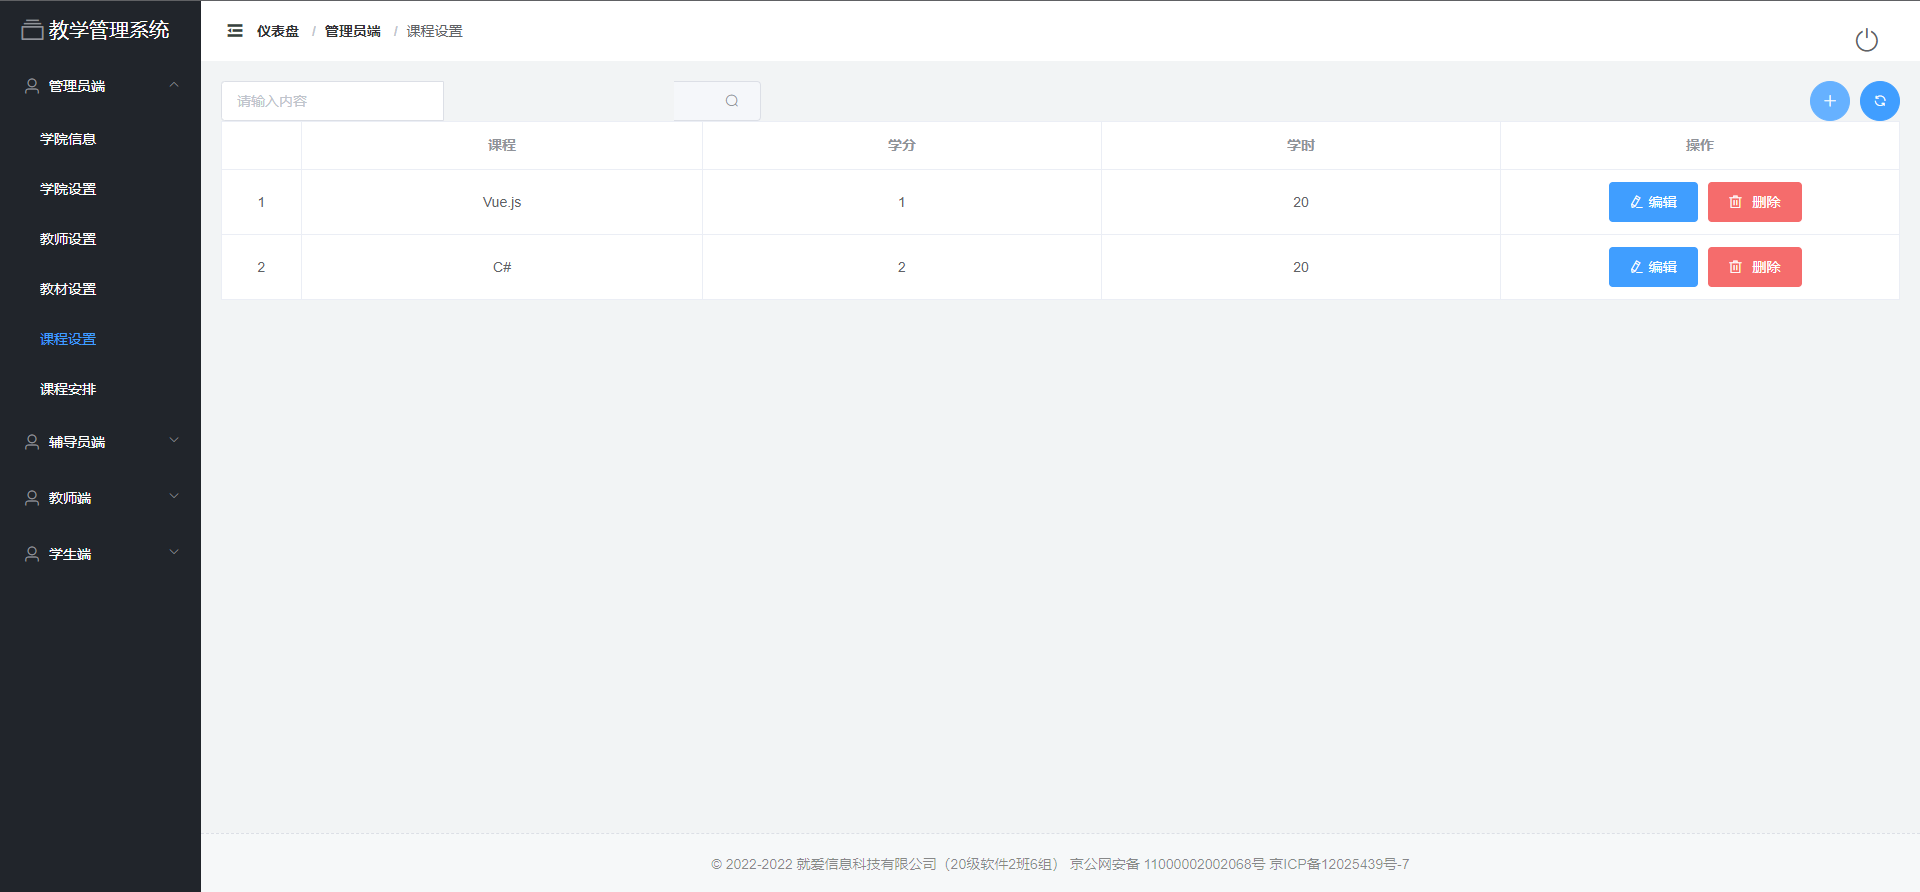 教学管理系统
管理员端
学院信息
学院设置
教师设置
教材设置
课程设置
课程安排
辅导员端
教师端
学生端
仪表盘 / 管理员端 / 课程设置
请输入内容
课程 学分 学时 操作
1 Vue.js 1 20 编辑 删除
2 C# 2 20 编辑 删除
© 2022-2022 就爱信息科技有限公司（20级软件2班6组） 京公网安备 11000002002068号 京ICP备12025439号-7